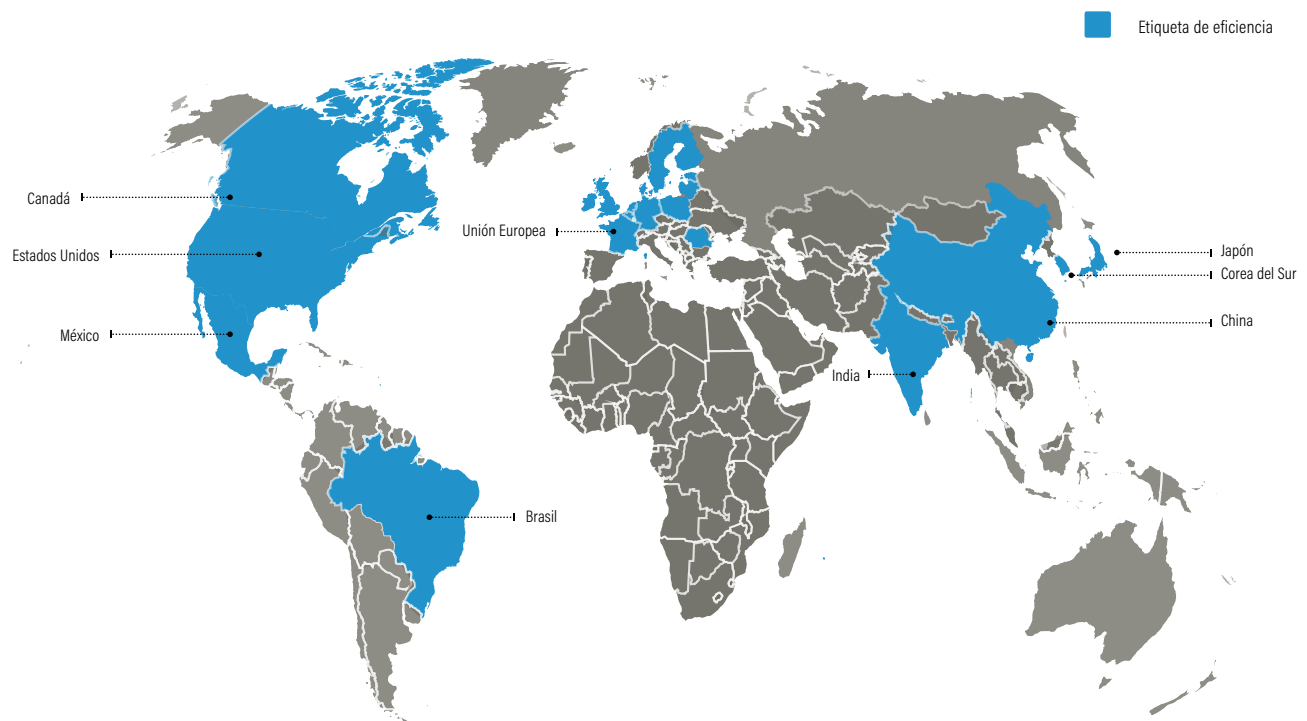 Etiqueta de eficiencia
Canadá
Unión Europea
Estados Unidos
Japón
Corea del Sur
México
China
India
Brasil